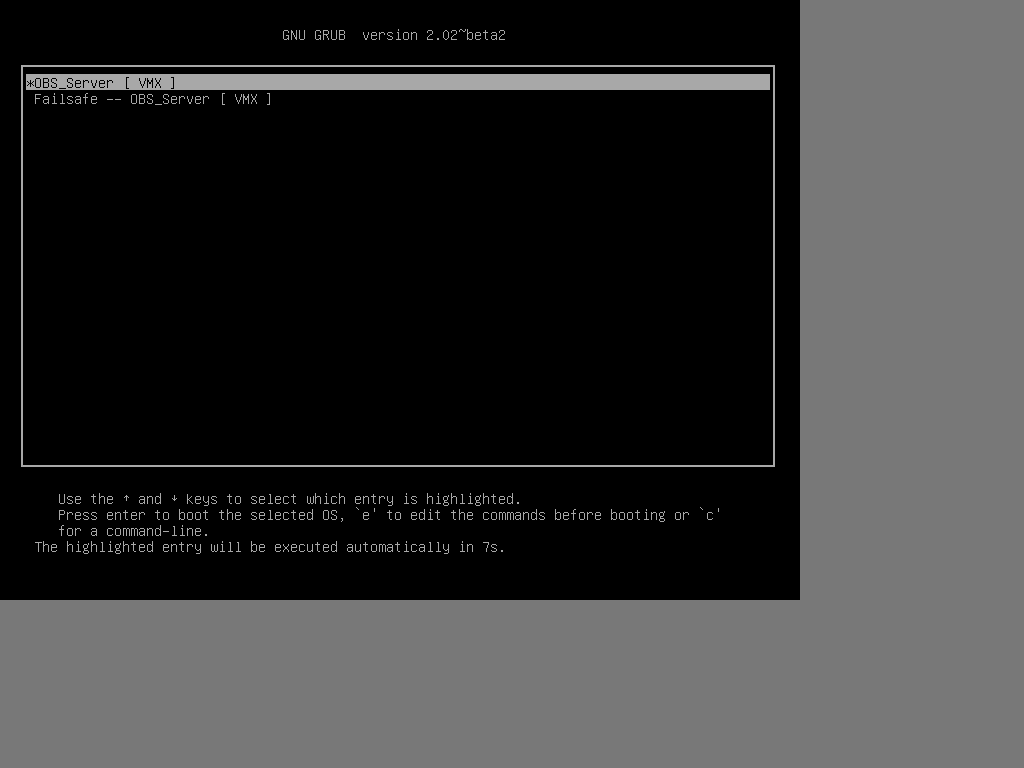 GNU GRUB  version 2.02~beta2
*OBS_Server [ VMX ]
Failsafe -- OBS_Server [ VMX ]
Use the ↑ and ↓ keys to select which entry is highlighted.
Press enter to boot the selected OS, `e' to edit the commands before booting or `c'
for a command-line.
The highlighted entry will be executed automatically in 7s.